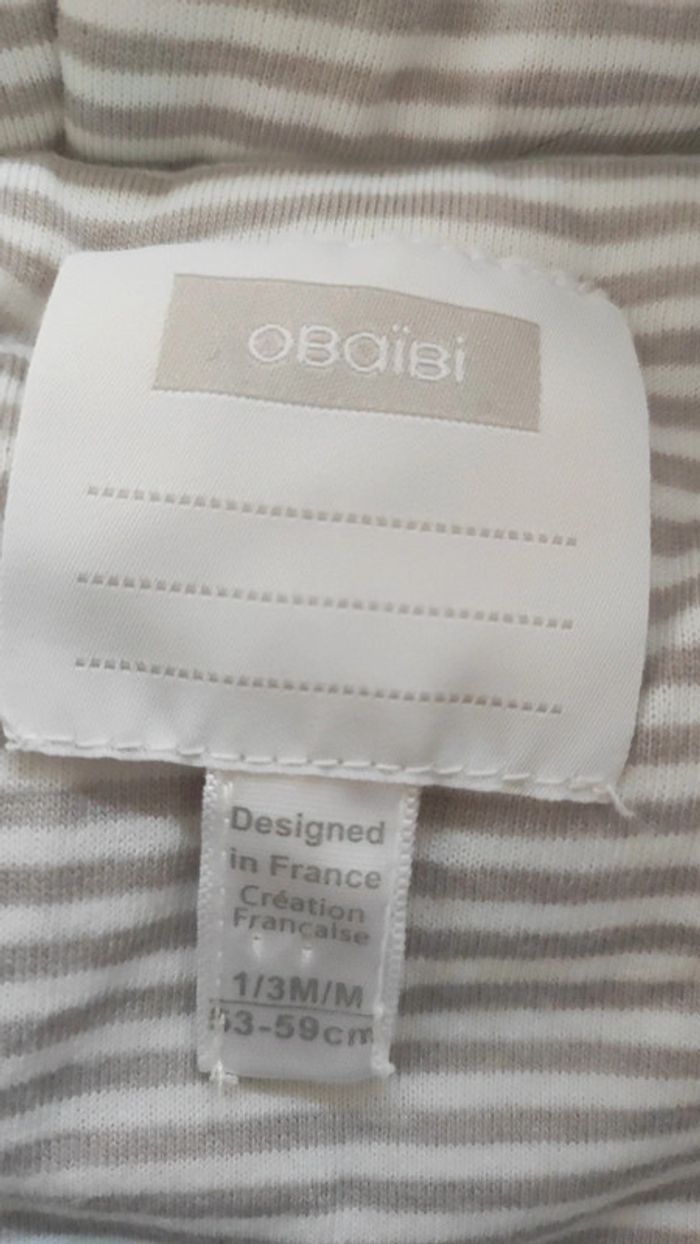 OBAïBi
Designed
in France
Création
Française
1/3M/M
53-59cm